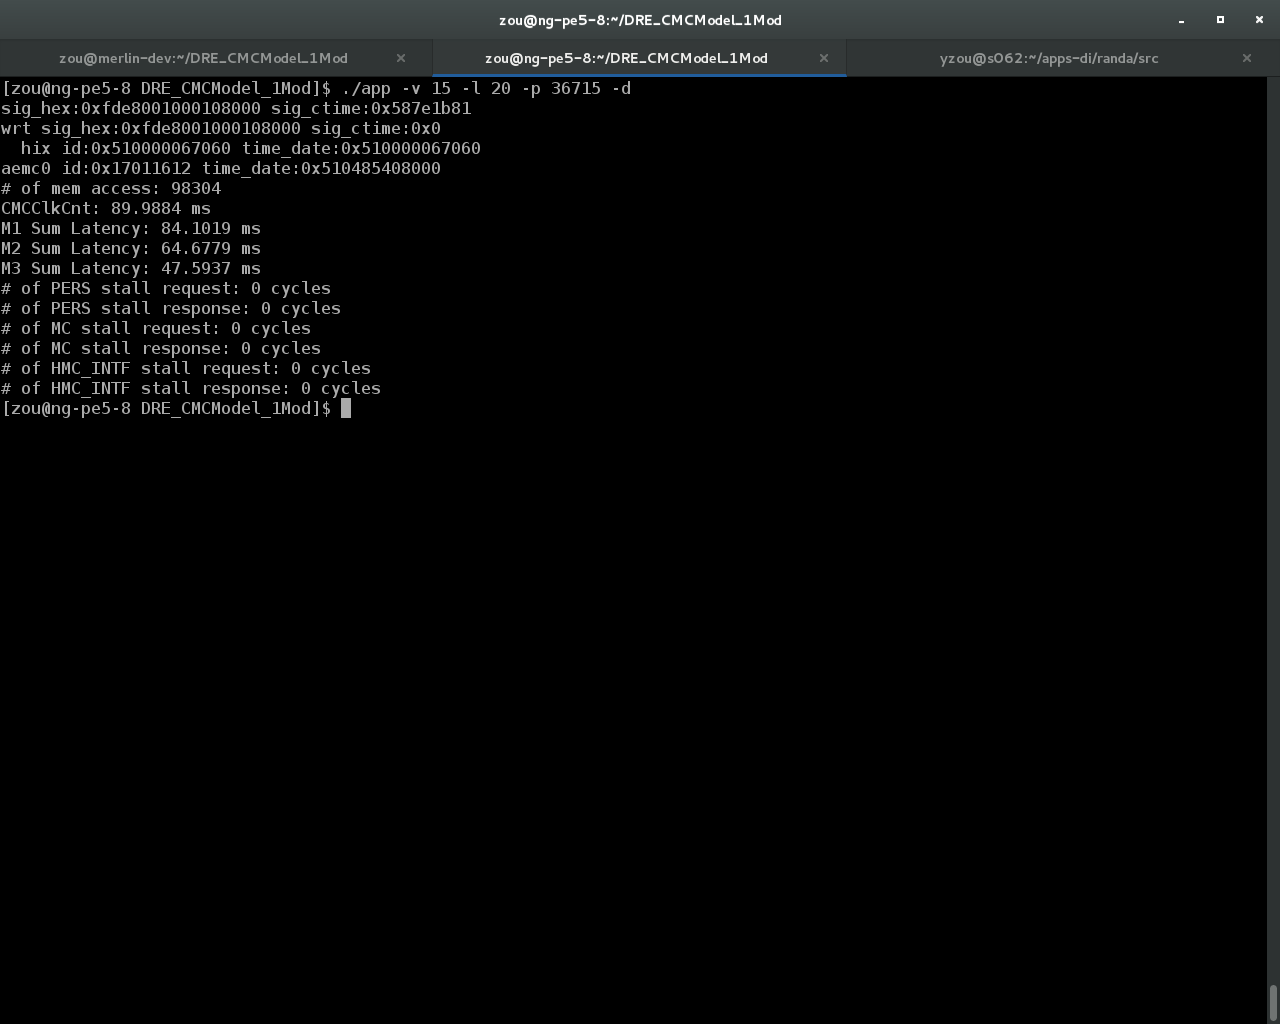 zou@ng-pe5-8:~/DRE_CMCModel_1Mod
zou@merlin-dev:~/DRE_CMCModel_1Mod
zou@ng-pe5-8:~/DRE_CMCModel_1Mod
yzou@s062:~/apps-di/randa/src
[zou@ng-pe5-8 DRE_CMCModel_1Mod]$ ./app -v 15 -l 20 -p 36715 -d
sig_hex:0xfde8001000108000 sig_ctime:0x587e1b81
wrt sig_hex:0xfde8001000108000 sig_ctime:0x0
  hix id:0x510000067060 time_date:0x510000067060
aemc0 id:0x17011612 time_date:0x510485408000
# of mem access: 98304
CMCClkCnt: 89.9884 ms
M1 Sum Latency: 84.1019 ms
M2 Sum Latency: 64.6779 ms
M3 Sum Latency: 47.5937 ms
# of PERS stall request: 0 cycles
# of PERS stall response: 0 cycles
# of MC stall request: 0 cycles
# of MC stall response: 0 cycles
# of HMC_INTF stall request: 0 cycles
# of HMC_INTF stall response: 0 cycles
[zou@ng-pe5-8 DRE_CMCModel_1Mod]$